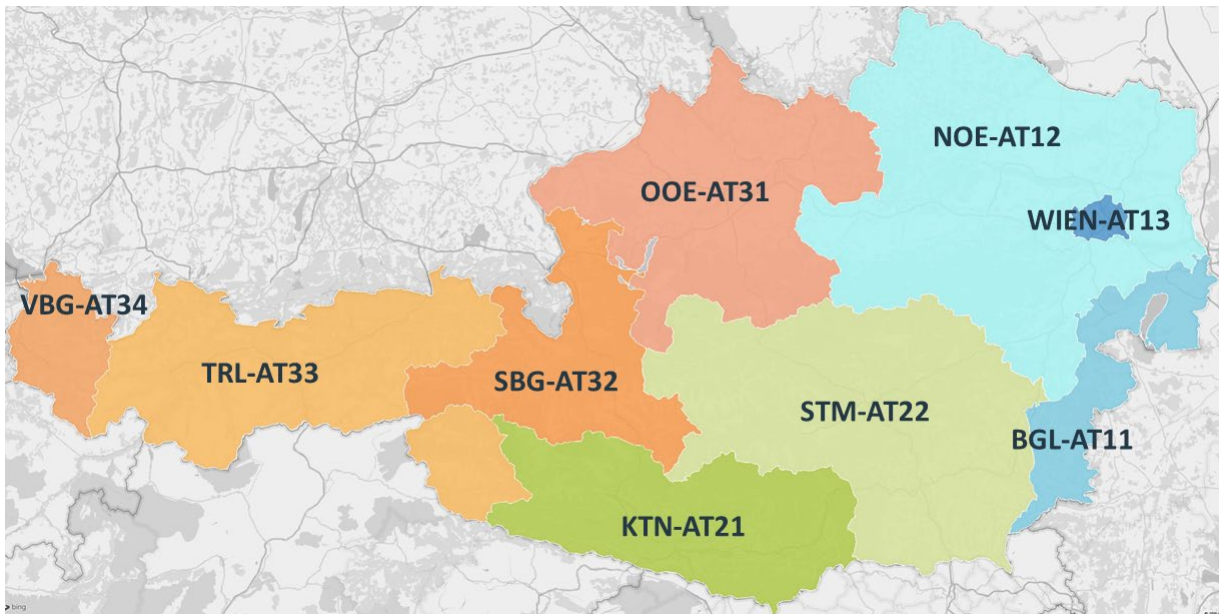 NOE-AT12
OOE-AT31
WIEN-AT13
VBG-AT34
TRL-AT33
SBG-AT32
STM-AT22
BGL-AT11
KTN-AT21
bing